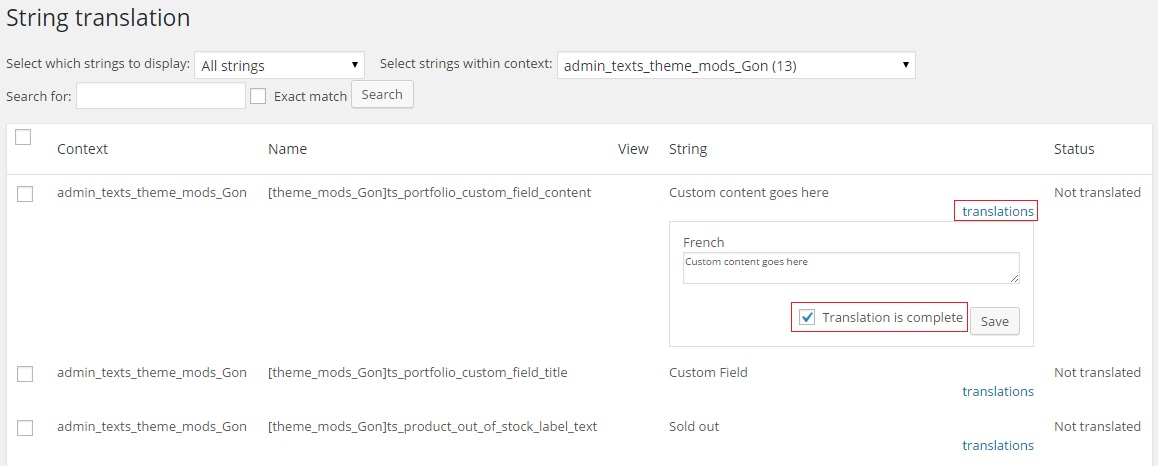 String translation
Select which strings to display: All strings Select strings within context: admin_texts_theme_mods_Gon (13)
Search for: Exact match Search
Context Name View String Status
admin_texts_theme_mods_Gon [theme_mods_Gon]ts_portfolio_custom_field_content Custom content goes here Not translated
translations
French
Custom content goes here
Translation is complete Save
admin_texts_theme_mods_Gon [theme_mods_Gon]ts_portfolio_custom_field_title Custom Field Not translated
translations
admin_texts_theme_mods_Gon [theme_mods_Gon]ts_product_out_of_stock_label_text Sold out Not translated
translations